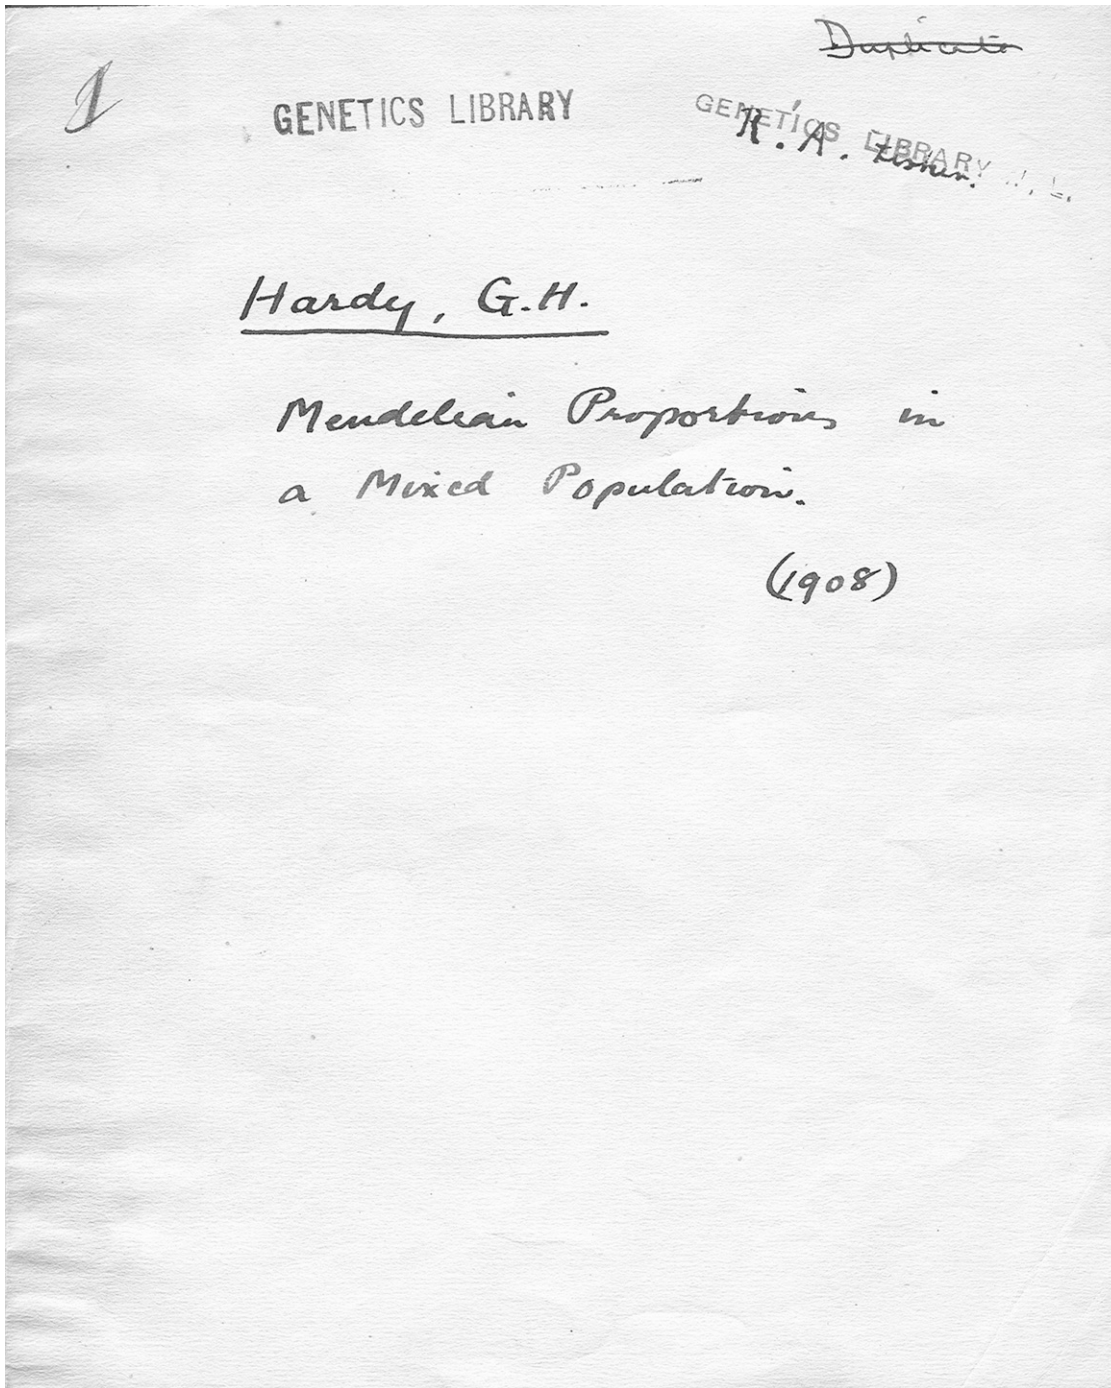 Duplicate
1
GENETICS LIBRARY
GENETICS LIBRARY
R. A. Fisher.
Hardy, G.H.
Mendelian Proportions in
a Mixed Population.
(1908)